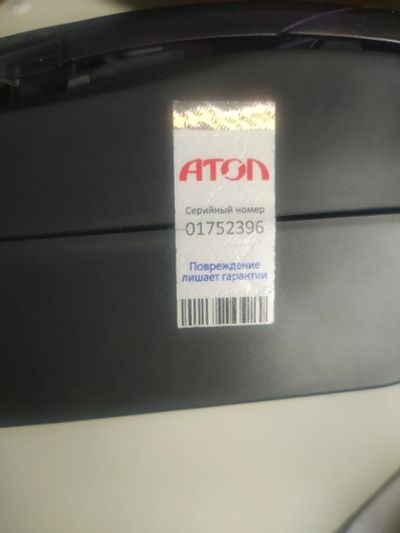 АТОЛ
Серийный номер
01752396
Повреждение
лишает гарантии